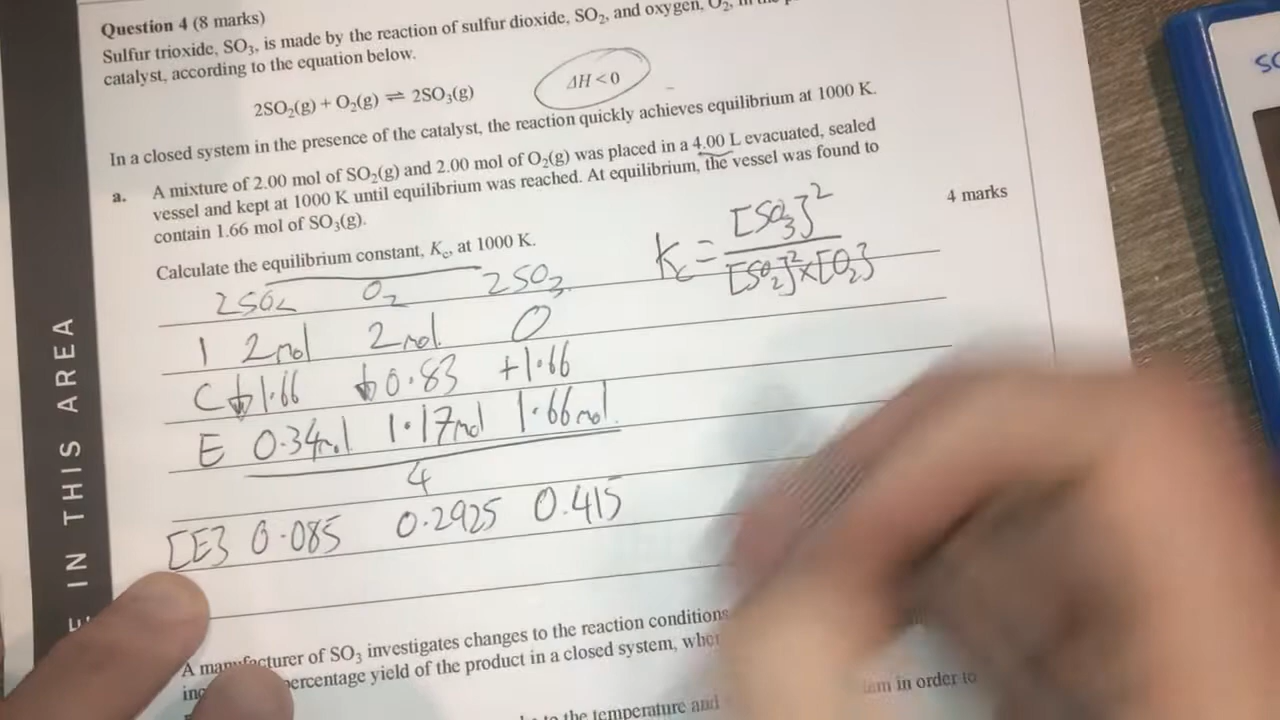 Question 4 (8 marks)
Sulfur trioxide, SO₃, is made by the reaction of sulfur dioxide, SO₂, and oxygen, O₂, in the
catalyst, according to the equation below.
2SO₂(g) + O₂(g) ⇌ 2SO₃(g) ΔH < 0
In a closed system in the presence of the catalyst, the reaction quickly achieves equilibrium at 1000 K.
a. A mixture of 2.00 mol of SO₂(g) and 2.00 mol of O₂(g) was placed in a 4.00 L evacuated, sealed
vessel and kept at 1000 K until equilibrium was reached. At equilibrium, the vessel was found to
contain 1.66 mol of SO₃(g).
Calculate the equilibrium constant, K꜀, at 1000 K. 4 marks
K꜀ = [SO₃]²
[SO₂]² × [O₂]
2SO₂ O₂ 2SO₃
I 2mol 2mol. 0
C ↓1.66 ↓0.83 +1.66
E 0.34mol 1.17mol 1.66mol.
4
[E] 0.085 0.2925 0.415
IN THIS AREA
A manufacturer of SO₃ investigates changes to the reaction conditions
percentage yield of the product in a closed system,
in order to
to the temperature and